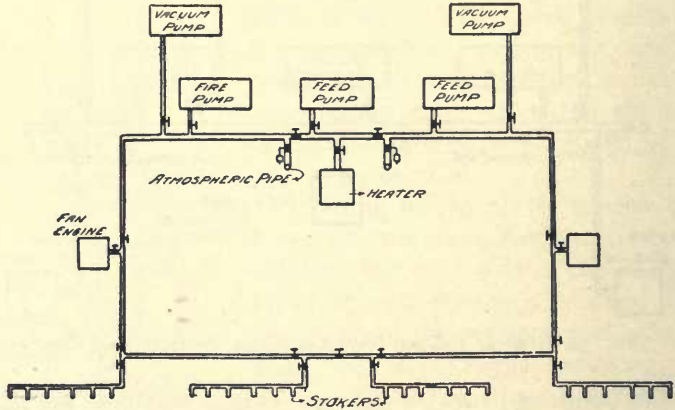 VACUUM
PUMP
VACUUM
PUMP
FIRE
PUMP
FEED
PUMP
FEED
PUMP
ATMOSPHERIC PIPE
HEATER
FAN
ENGINE
STOKERS